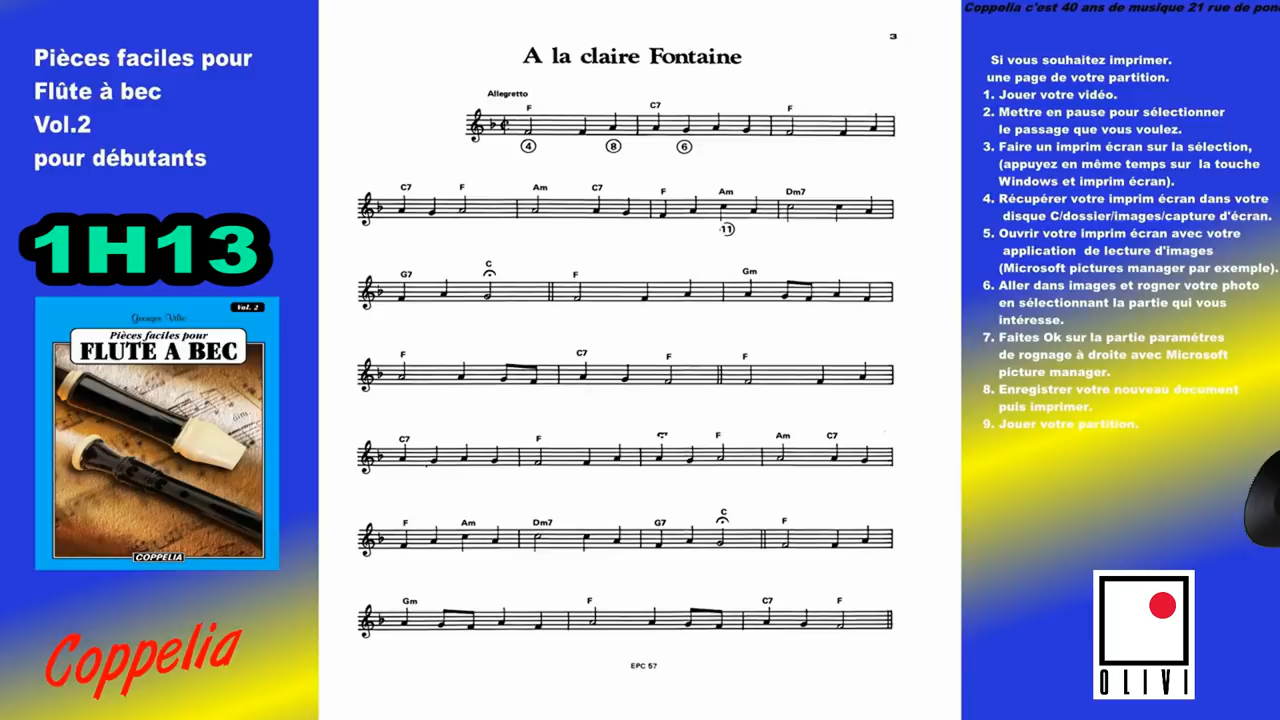 Coppelia c'est 40 ans de musique 21 rue de
Pièces faciles pour
Flûte à bec
Vol.2
pour débutants
1H13
Vol. 2
Pièces faciles pour
FLUTE A BEC
COPPELIA
Coppelia
3
A la claire Fontaine
Allegretto
F C7 F
4 8 6
C7 F Am C7 F Am Dm7
11
G7 C F Gm
F C7 F F
C7 F F Am C7
F Am Dm7 G7 C F
Gm F C7 F
EPC 57
Si vous souhaitez imprimer.
une page de votre partition.
1. Jouer votre vidéo.
2. Mettre en pause pour sélectionner
le passage que vous voulez.
3. Faire un imprim écran sur la sélection,
(appuyez en même temps sur la touche
Windows et imprim écran).
4. Récupérer votre imprim écran dans votre
disque C/dossier/images/capture d'écran.
5. Ouvrir votre imprim écran avec votre
application de lecture d'images
(Microsoft pictures manager par exemple).
6. Aller dans images et rogner votre photo
en sélectionnant la partie qui vous
intéresse.
7. Faites Ok sur la partie paramétres
de rognage à droite avec Microsoft
picture manager.
8. Enregistrer votre nouveau document
puis imprimer.
9. Jouer votre partition.
OLIVI